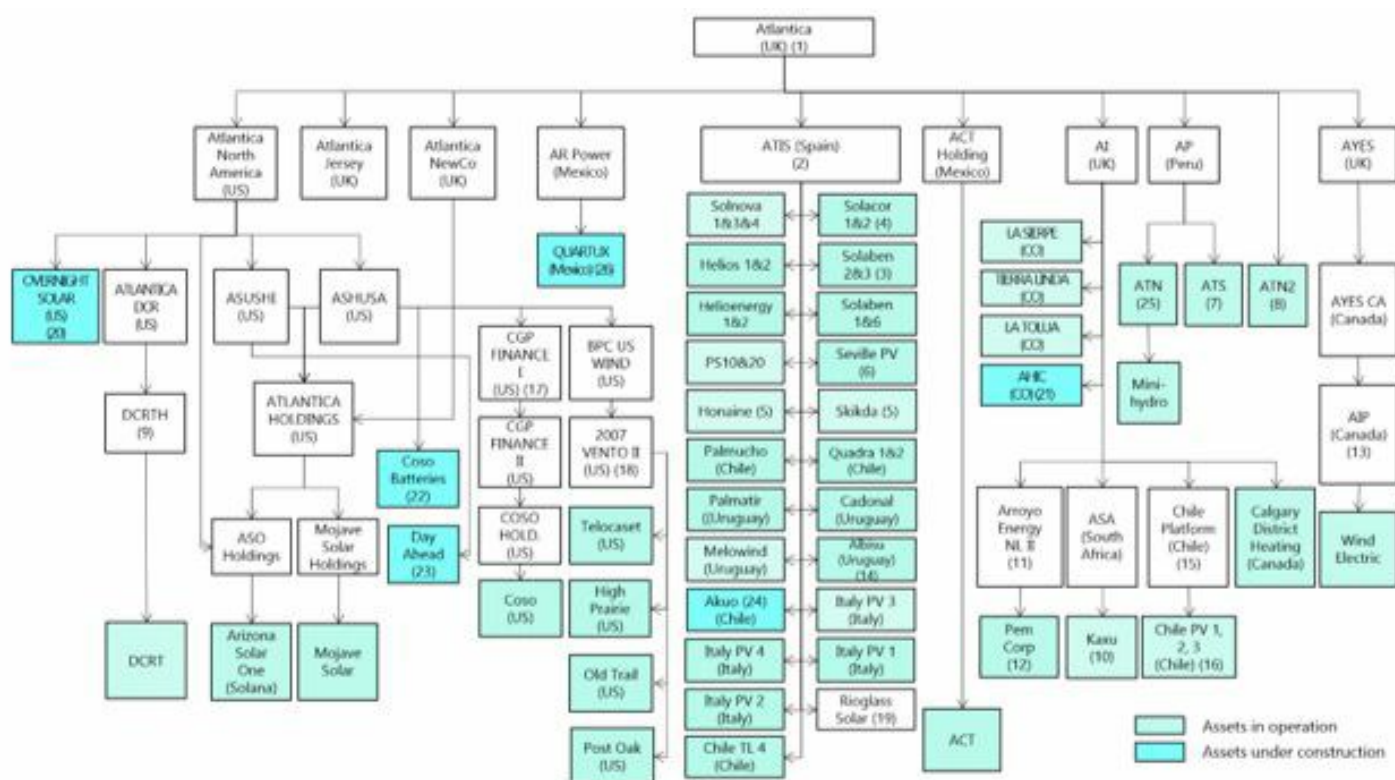 Atlantica
(UK) (1)
Atlantica
North
America
(US)
Atlantica
Jersey
(UK)
Atlantica
NewCo
(UK)
AR Power
(Mexico)
ATIS (Spain)
(2)
ACT
Holding
(Mexico)
AI
(UK)
AP
(Peru)
AYES
(UK)
OVERNIGHT
SOLAR
(US)
(20)
ATLANTICA
DCR
(US)
ASUSHI
(US)
ASHUSA
(US)
QUARTUX
(Mexico) (26)
CGP
FINANCE
I
(US) (17)
BPC US
WIND
(US)
DCRTH
(9)
ATLANTICA
HOLDINGS
(US)
CGP
FINANCE
II
(US)
2007
VENTO II
(US) (18)
Coso
Batteries
(22)
ASO
Holdings
Mojave
Solar
Holdings
Day
Ahead
(23)
COSO
HOLD.
(US)
Telocaset
(US)
Coso
(US)
High
Prairie
(US)
DCRT
Arizona
Solar
One
(Solana)
Mojave
Solar
Old Trail
(US)
Post Oak
(US)
Solnova
1&3&4
Solacor
1&2 (4)
Helios 1&2
Solaben
2&3 (3)
Helioenergy
1&2
Solaben
1&6
PS10&20
Seville PV
(6)
Honaine (5)
Skikda (5)
Palmucho
(Chile)
Quadra 1&2
(Chile)
Palmatir
((Uruguay)
Cadonal
(Uruguay)
Melowind
(Uruguay)
Albisu
(Uruguay)
(14)
Akuo (24)
(Chile)
Italy PV 3
(Italy)
Italy PV 4
(Italy)
Italy PV 1
(Italy)
Italy PV 2
(Italy)
Rioglass
Solar (19)
Chile TL 4
(Chile)
ACT
LA SIERPE
(CO)
TIERRA LINDA
(CO)
LA TOLUA
(CO)
AHIC
(CO) (21)
ATN
(25)
ATS
(7)
ATN2
(8)
Mini-
hydro
AYES CA
(Canada)
AIP
(Canada)
(13)
Arroyo
Energy
NL II
(11)
ASA
(South
Africa)
Chile
Platform
(Chile)
(15)
Calgary
District
Heating
(Canada)
Wind
Electric
Pem
Corp
(12)
Kaxu
(10)
Chile PV 1,
2, 3
(Chile) (16)
Assets in operation
Assets under construction